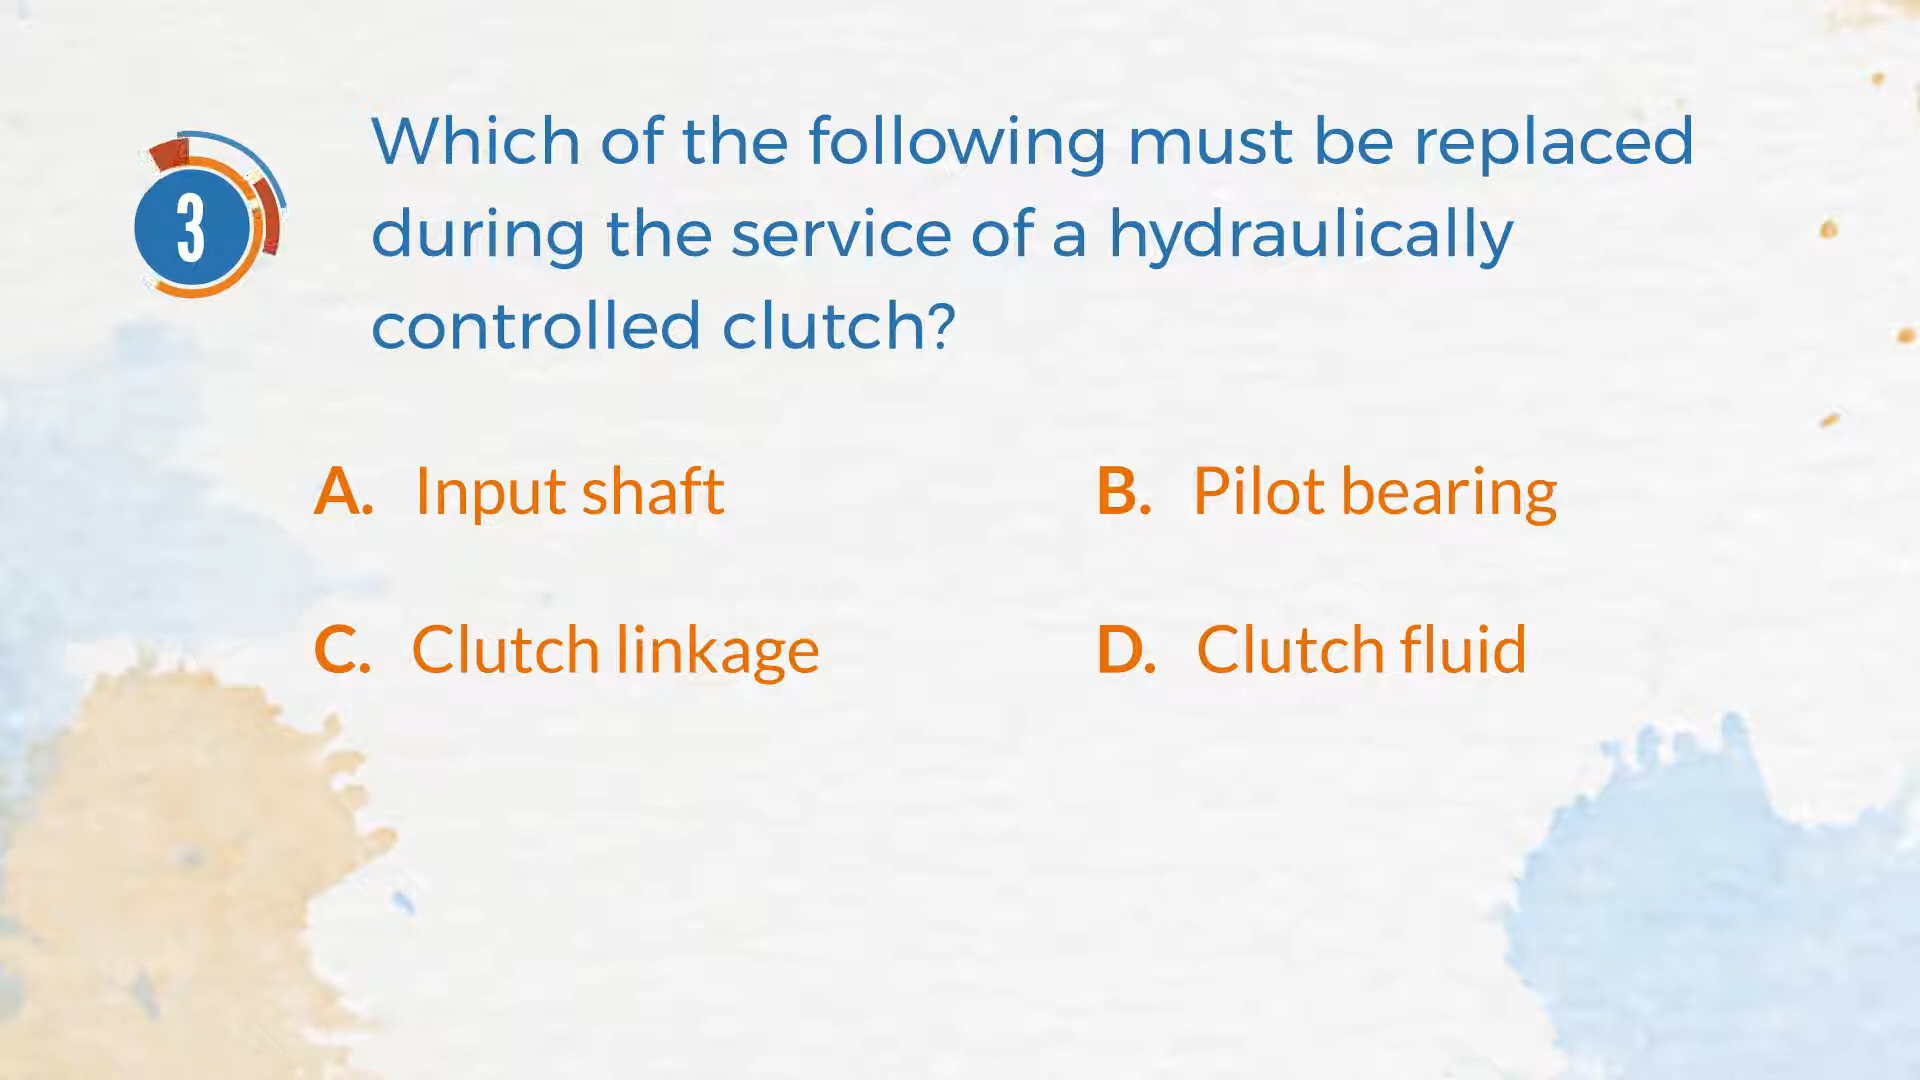 3
Which of the following must be replaced
during the service of a hydraulically
controlled clutch?
A. Input shaft
B. Pilot bearing
C. Clutch linkage
D. Clutch fluid